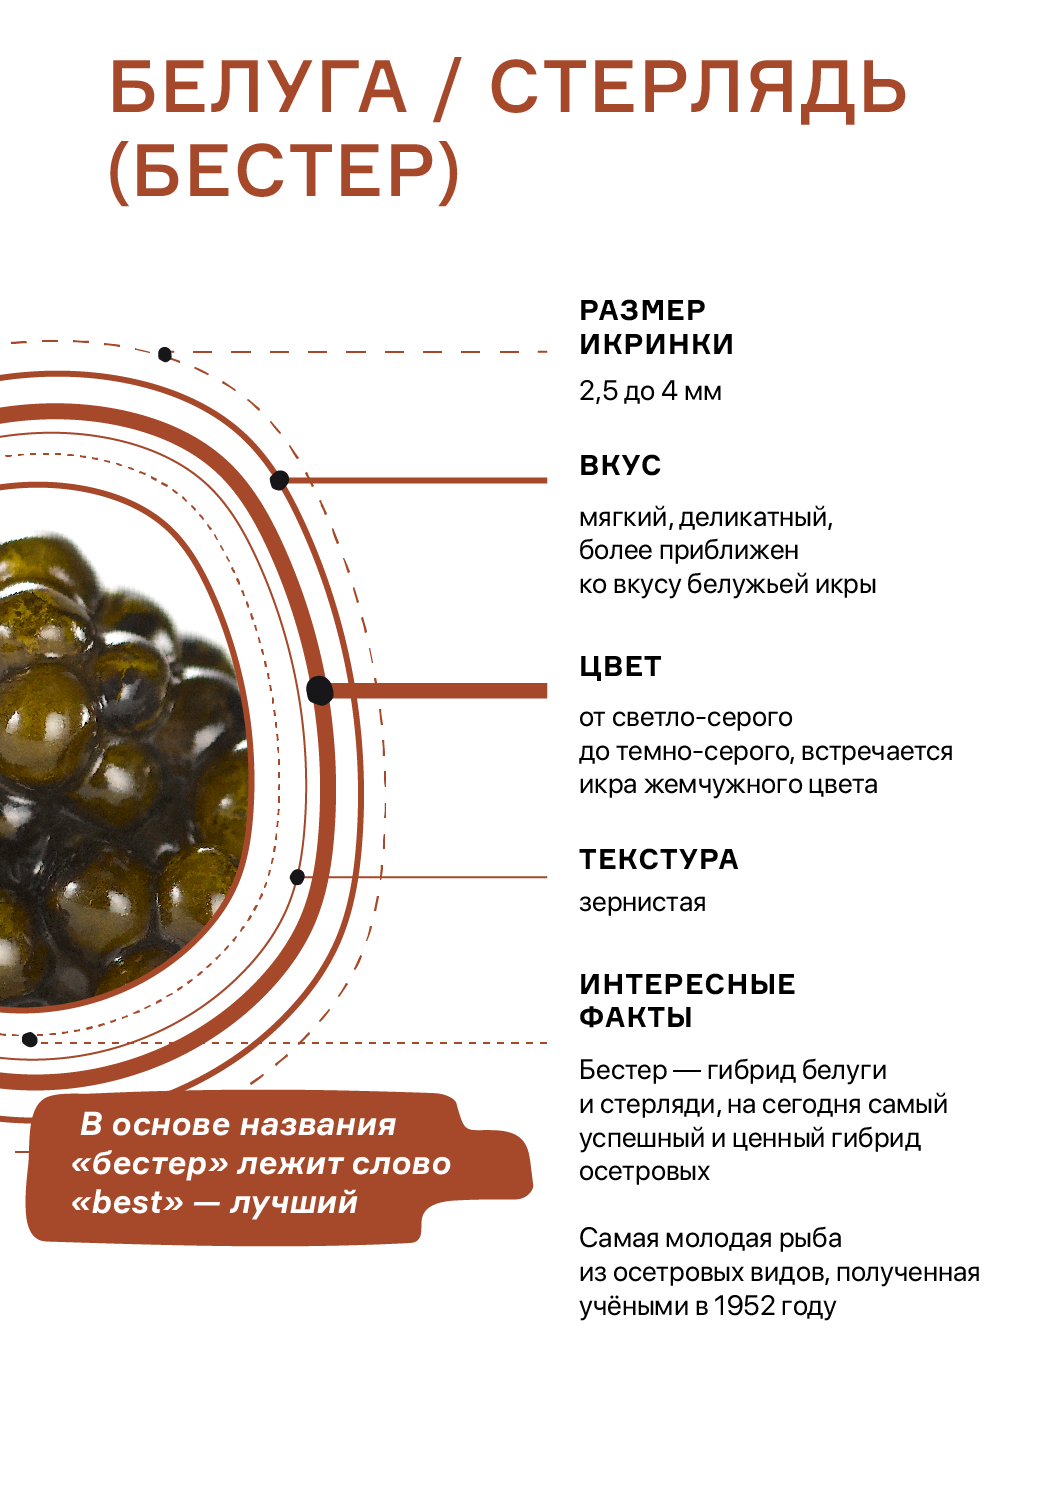 БЕЛУГА / СТЕРЛЯДЬ
(БЕСТЕР)
РАЗМЕР
ИКРИНКИ
2,5 до 4 мм
ВКУС
мягкий, деликатный,
более приближен
ко вкусу белужьей икры
ЦВЕТ
от светло-серого
до темно-серого, встречается
икра жемчужного цвета
ТЕКСТУРА
зернистая
ИНТЕРЕСНЫЕ
ФАКТЫ
Бестер — гибрид белуги
и стерляди, на сегодня самый
успешный и ценный гибрид
осетровых
Самая молодая рыба
из осетровых видов, полученная
учёными в 1952 году
В основе названия
«бестер» лежит слово
«best» — лучший